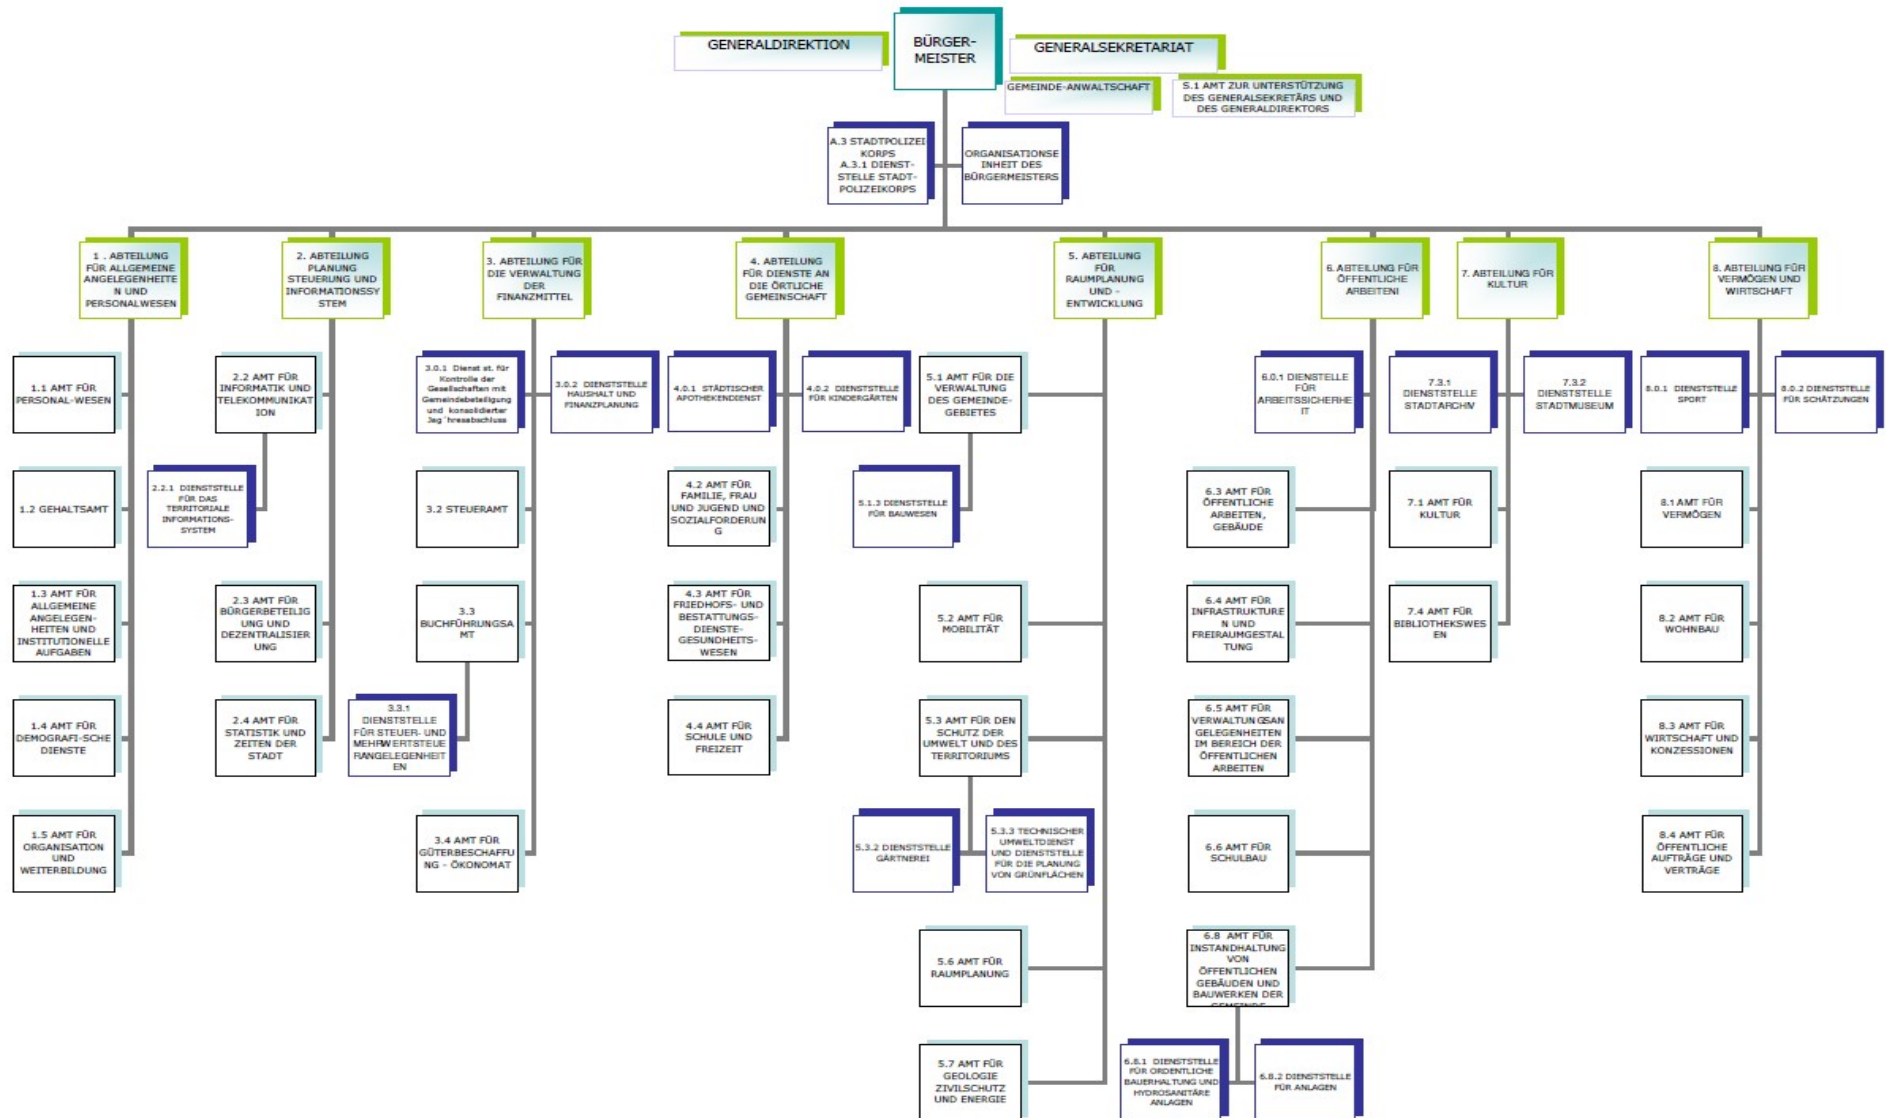 GENERALDIREKTION
BÜRGER-
MEISTER
GENERALSEKRETARIAT
GEMEINDE-ANWALTSCHAFT
S.1 AMT ZUR UNTERSTÜTZUNG
DES GENERALSEKRETÄRS UND
DES GENERALDIREKTORS
A.3 STADTPOLIZEI
KORPS
A.3.1 DIENST-
STELLE STADT-
POLIZEIKORPS
ORGANISATIONSE
INHEIT DES
BÜRGERMEISTERS
1 . ABTEILUNG
FÜR ALLGEMEINE
ANGELEGENHEITE
N UND
PERSONALWESEN
2. ABTEILUNG
PLANUNG
STEUERUNG UND
INFORMATIONSSY
STEM
3. ABTEILUNG FÜR
DIE VERWALTUNG
DER
FINANZMITTEL
4. ABTEILUNG
FÜR DIENSTE AN
DIE ÖRTLICHE
GEMEINSCHAFT
5. ABTEILUNG
FÜR
RAUMPLANUNG
UND -
ENTWICKLUNG
6. ABTEILUNG FÜR
ÖFFENTLICHE
ARBEITENI
7. ABTEILUNG FÜR
KULTUR
8. ABTEILUNG FÜR
VERMÖGEN UND
WIRTSCHAFT
1.1 AMT FÜR
PERSONAL-WESEN
2.2 AMT FÜR
INFORMATIK UND
TELEKOMMUNIKAT
ION
3.0.1 Dienst st. für
Kontrolle der
Gesellschaften mit
Gemeindebeteiligung
und konsolidierter
Jag´hresabschluss
3.0.2 DIENSTSTELLE
HAUSHALT UND
FINANZPLANUNG
4.0.1 STÄDTISCHER
APOTHEKENDIENST
4.0.2 DIENSTSTELLE
FÜR KINDERGÄRTEN
5.1 AMT FÜR DIE
VERWALTUNG
DES GEMEINDE-
GEBIETES
6.0.1 DIENSTELLE
FÜR
ARBEITSSICHERHE
IT
7.3.1
DIENSTSTELLE
STADTARCHIV
7.3.2
DIENSTSTELLE
STADTMUSEUM
8.0.1 DIENSTSTELLE
SPORT
8.0.2 DIENSTSTELLE
FÜR SCHÄTZUNGEN
1.2 GEHALTSAMT
2.2.1 DIENSTSTELLE
FÜR DAS
TERRITORIALE
INFORMATIONS-
SYSTEM
3.2 STEUERAMT
4.2 AMT FÜR
FAMILIE, FRAU
UND JUGEND UND
SOZIALFORDERUN
G
5.1.3 DIENSTSTELLE
FÜR BAUWESEN
6.3 AMT FÜR
ÖFFENTLICHE
ARBEITEN,
GEBÄUDE
7.1 AMT FÜR
KULTUR
8.1 AMT FÜR
VERMÖGEN
1.3 AMT FÜR
ALLGEMEINE
ANGELEGEN-
HEITEN UND
INSTITUTIONELLE
AUFGABEN
2.3 AMT FÜR
BÜRGERBETEILIG
UNG UND
DEZENTRALISIER
UNG
3.3
BUCHFÜHRUNGSA
MT
4.3 AMT FÜR
FRIEDHOFS- UND
BESTATTUNGS-
DIENSTE-
GESUNDHEITS-
WESEN
5.2 AMT FÜR
MOBILITÄT
6.4 AMT FÜR
INFRASTRUKTURE
N UND
FREIRAUMGESTAL
TUNG
7.4 AMT FÜR
BIBLIOTHEKSWES
EN
8.2 AMT FÜR
WOHNBAU
1.4 AMT FÜR
DEMOGRAFI-SCHE
DIENSTE
2.4 AMT FÜR
STATISTIK UND
ZEITEN DER
STADT
3.3.1
DIENSTSTELLE
FÜR STEUER- UND
MEHRWERTSTEUE
RANGELEGENHEIT
EN
4.4 AMT FÜR
SCHULE UND
FREIZEIT
5.3 AMT FÜR DEN
SCHUTZ DER
UMWELT UND DES
TERRITORIUMS
6.5 AMT FÜR
VERWALTUNGSAN
GELEGENHEITEN
IM BEREICH DER
ÖFFENTLICHEN
ARBEITEN
8.3 AMT FÜR
WIRTSCHAFT UND
KONZESSIONEN
1.5 AMT FÜR
ORGANISATION
UND
WEITERBILDUNG
3.4 AMT FÜR
GÜTERBESCHAFFU
NG - ÖKONOMAT
5.3.2 DIENSTSTELLE
GÄRTNEREI
5.3.3 TECHNISCHER
UMWELTDIENST
UND DIENSTSTELLE
FÜR DIE PLANUNG
VON GRÜNFLÄCHEN
6.6 AMT FÜR
SCHULBAU
8.4 AMT FÜR
ÖFFENTLICHE
AUFTRÄGE UND
VERTRÄGE
5.6 AMT FÜR
RAUMPLANUNG
6.8 AMT FÜR
INSTANDHALTUNG
VON
ÖFFENTLICHEN
GEBÄUDEN UND
BAUWERKEN DER
GEMEINDE
5.7 AMT FÜR
GEOLOGIE
ZIVILSCHUTZ
UND ENERGIE
6.8.1 DIENSTSTELLE
FÜR ORDENTLICHE
BAUERHALTUNG UND
HYDROSANITÄRE
ANLAGEN
6.8.2 DIENSTSTELLE
FÜR ANLAGEN